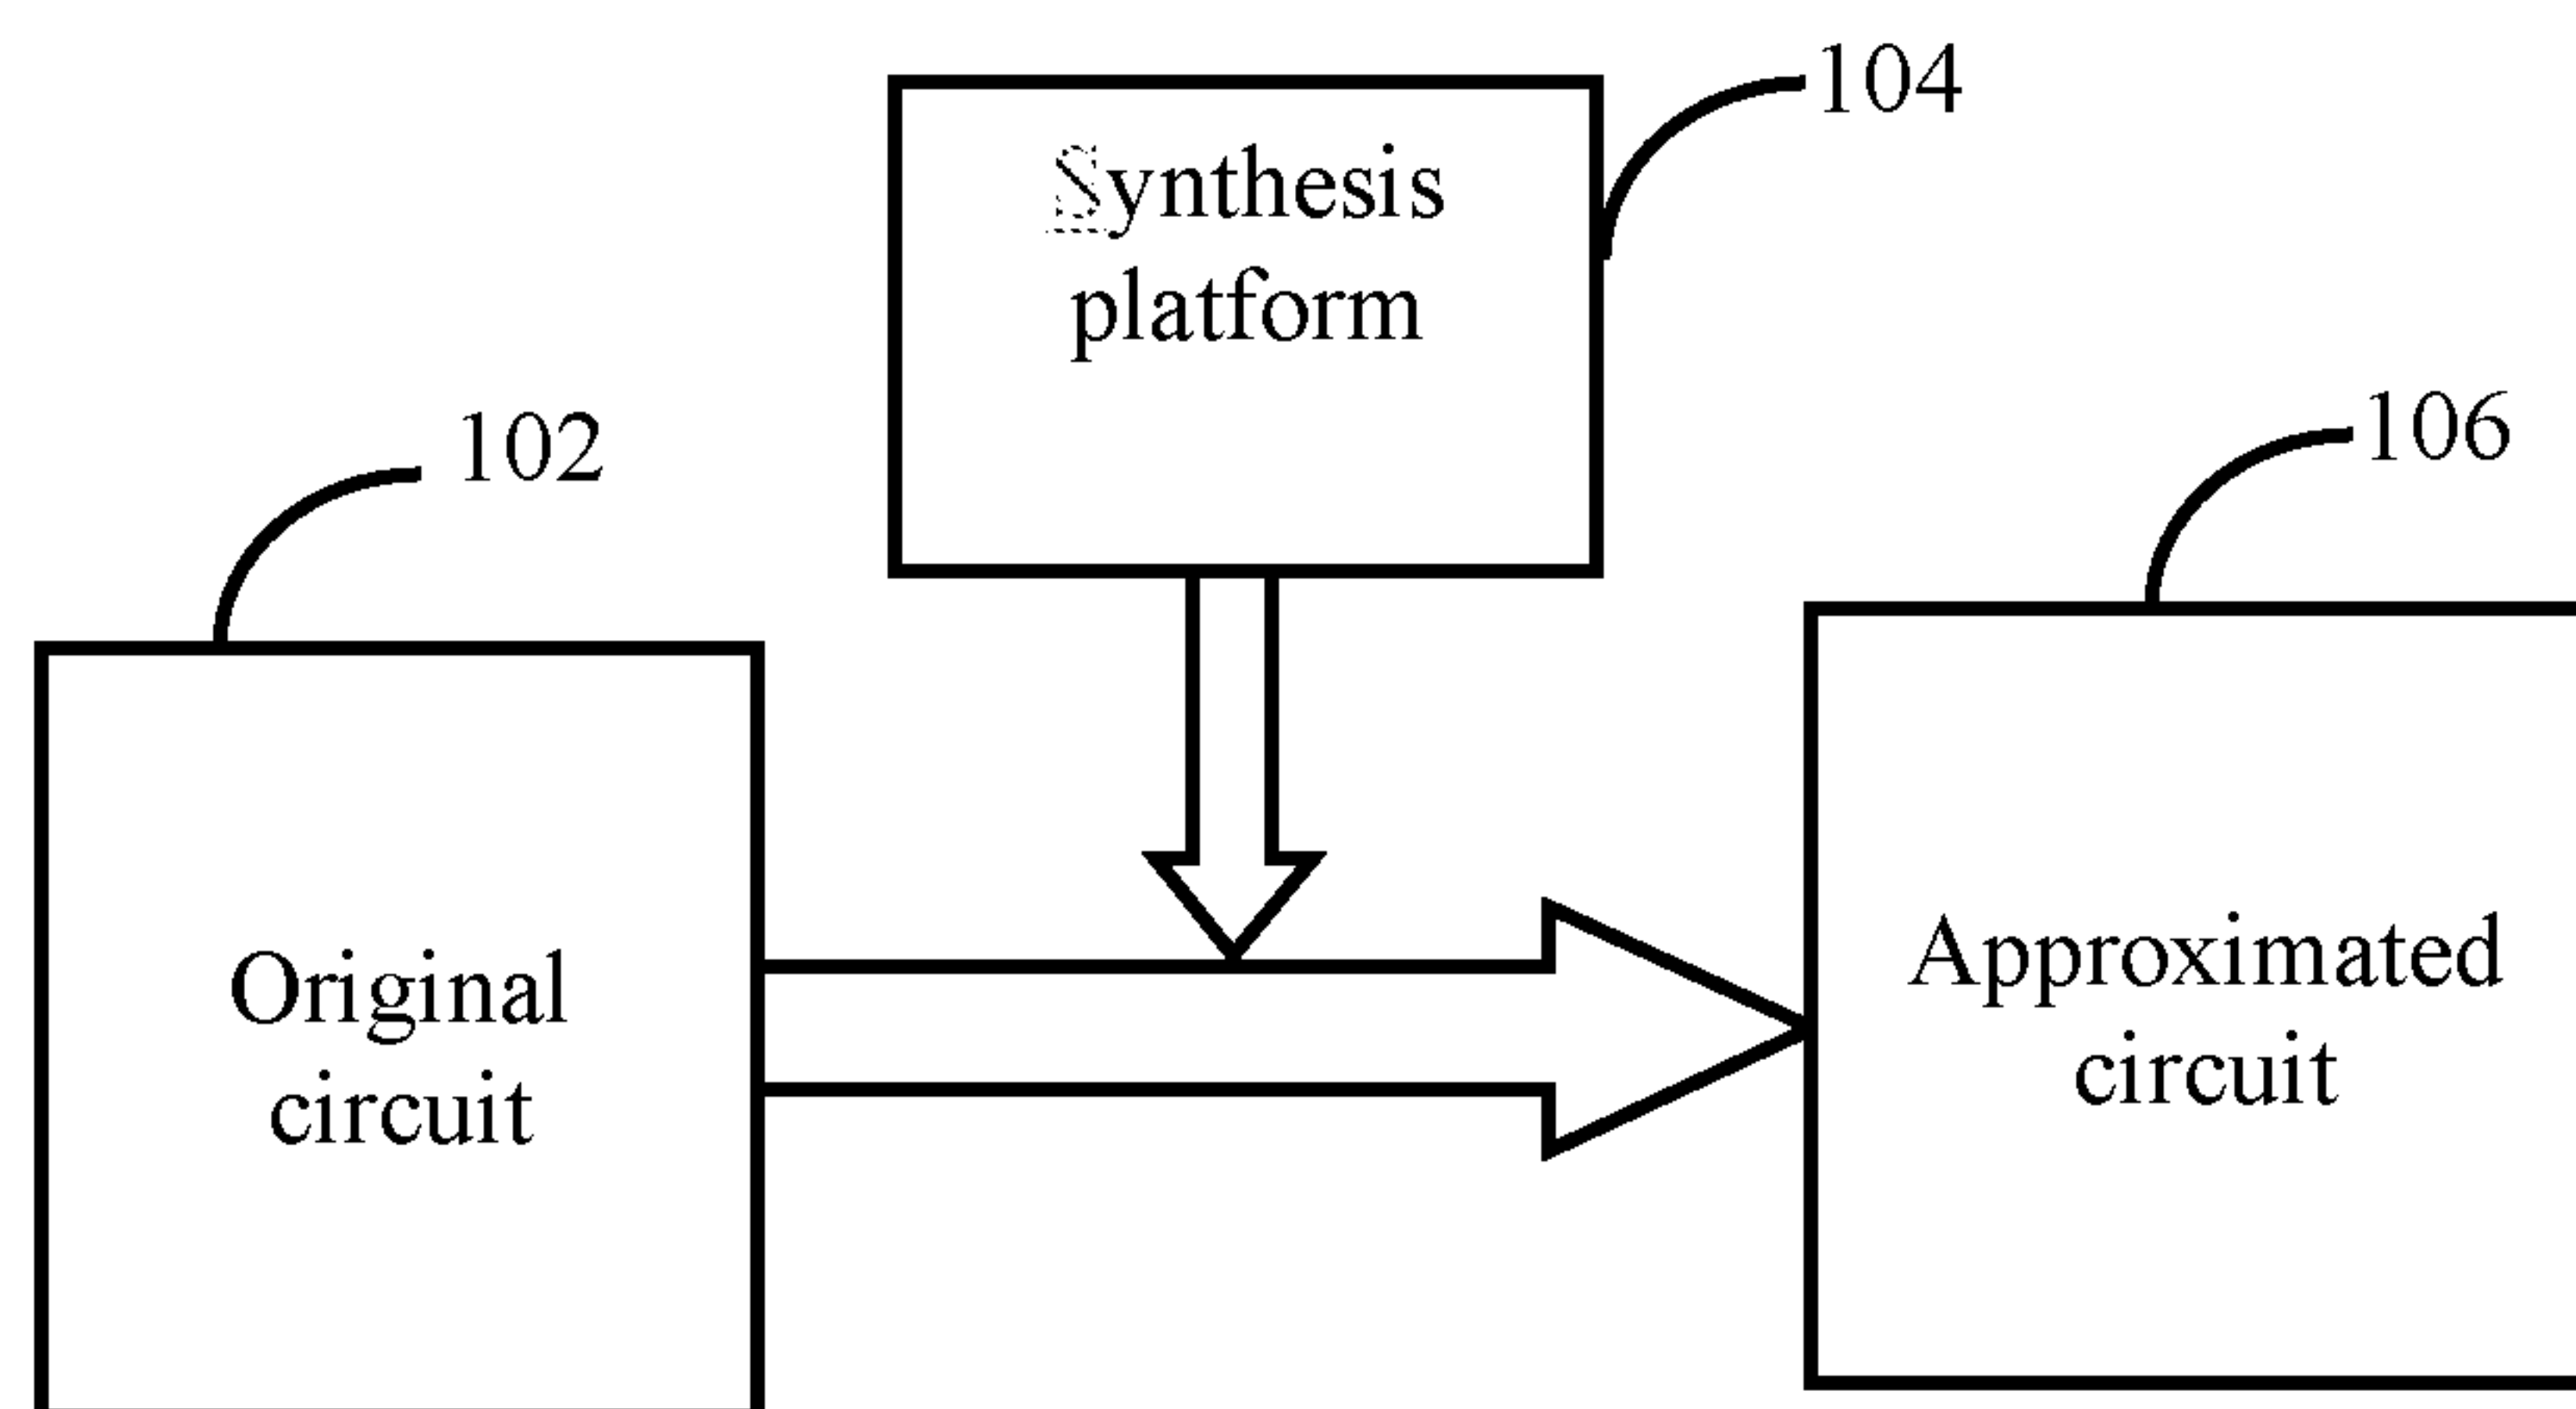 104
Synthesis
platform
102
106
Original
circuit
Approximated
circuit